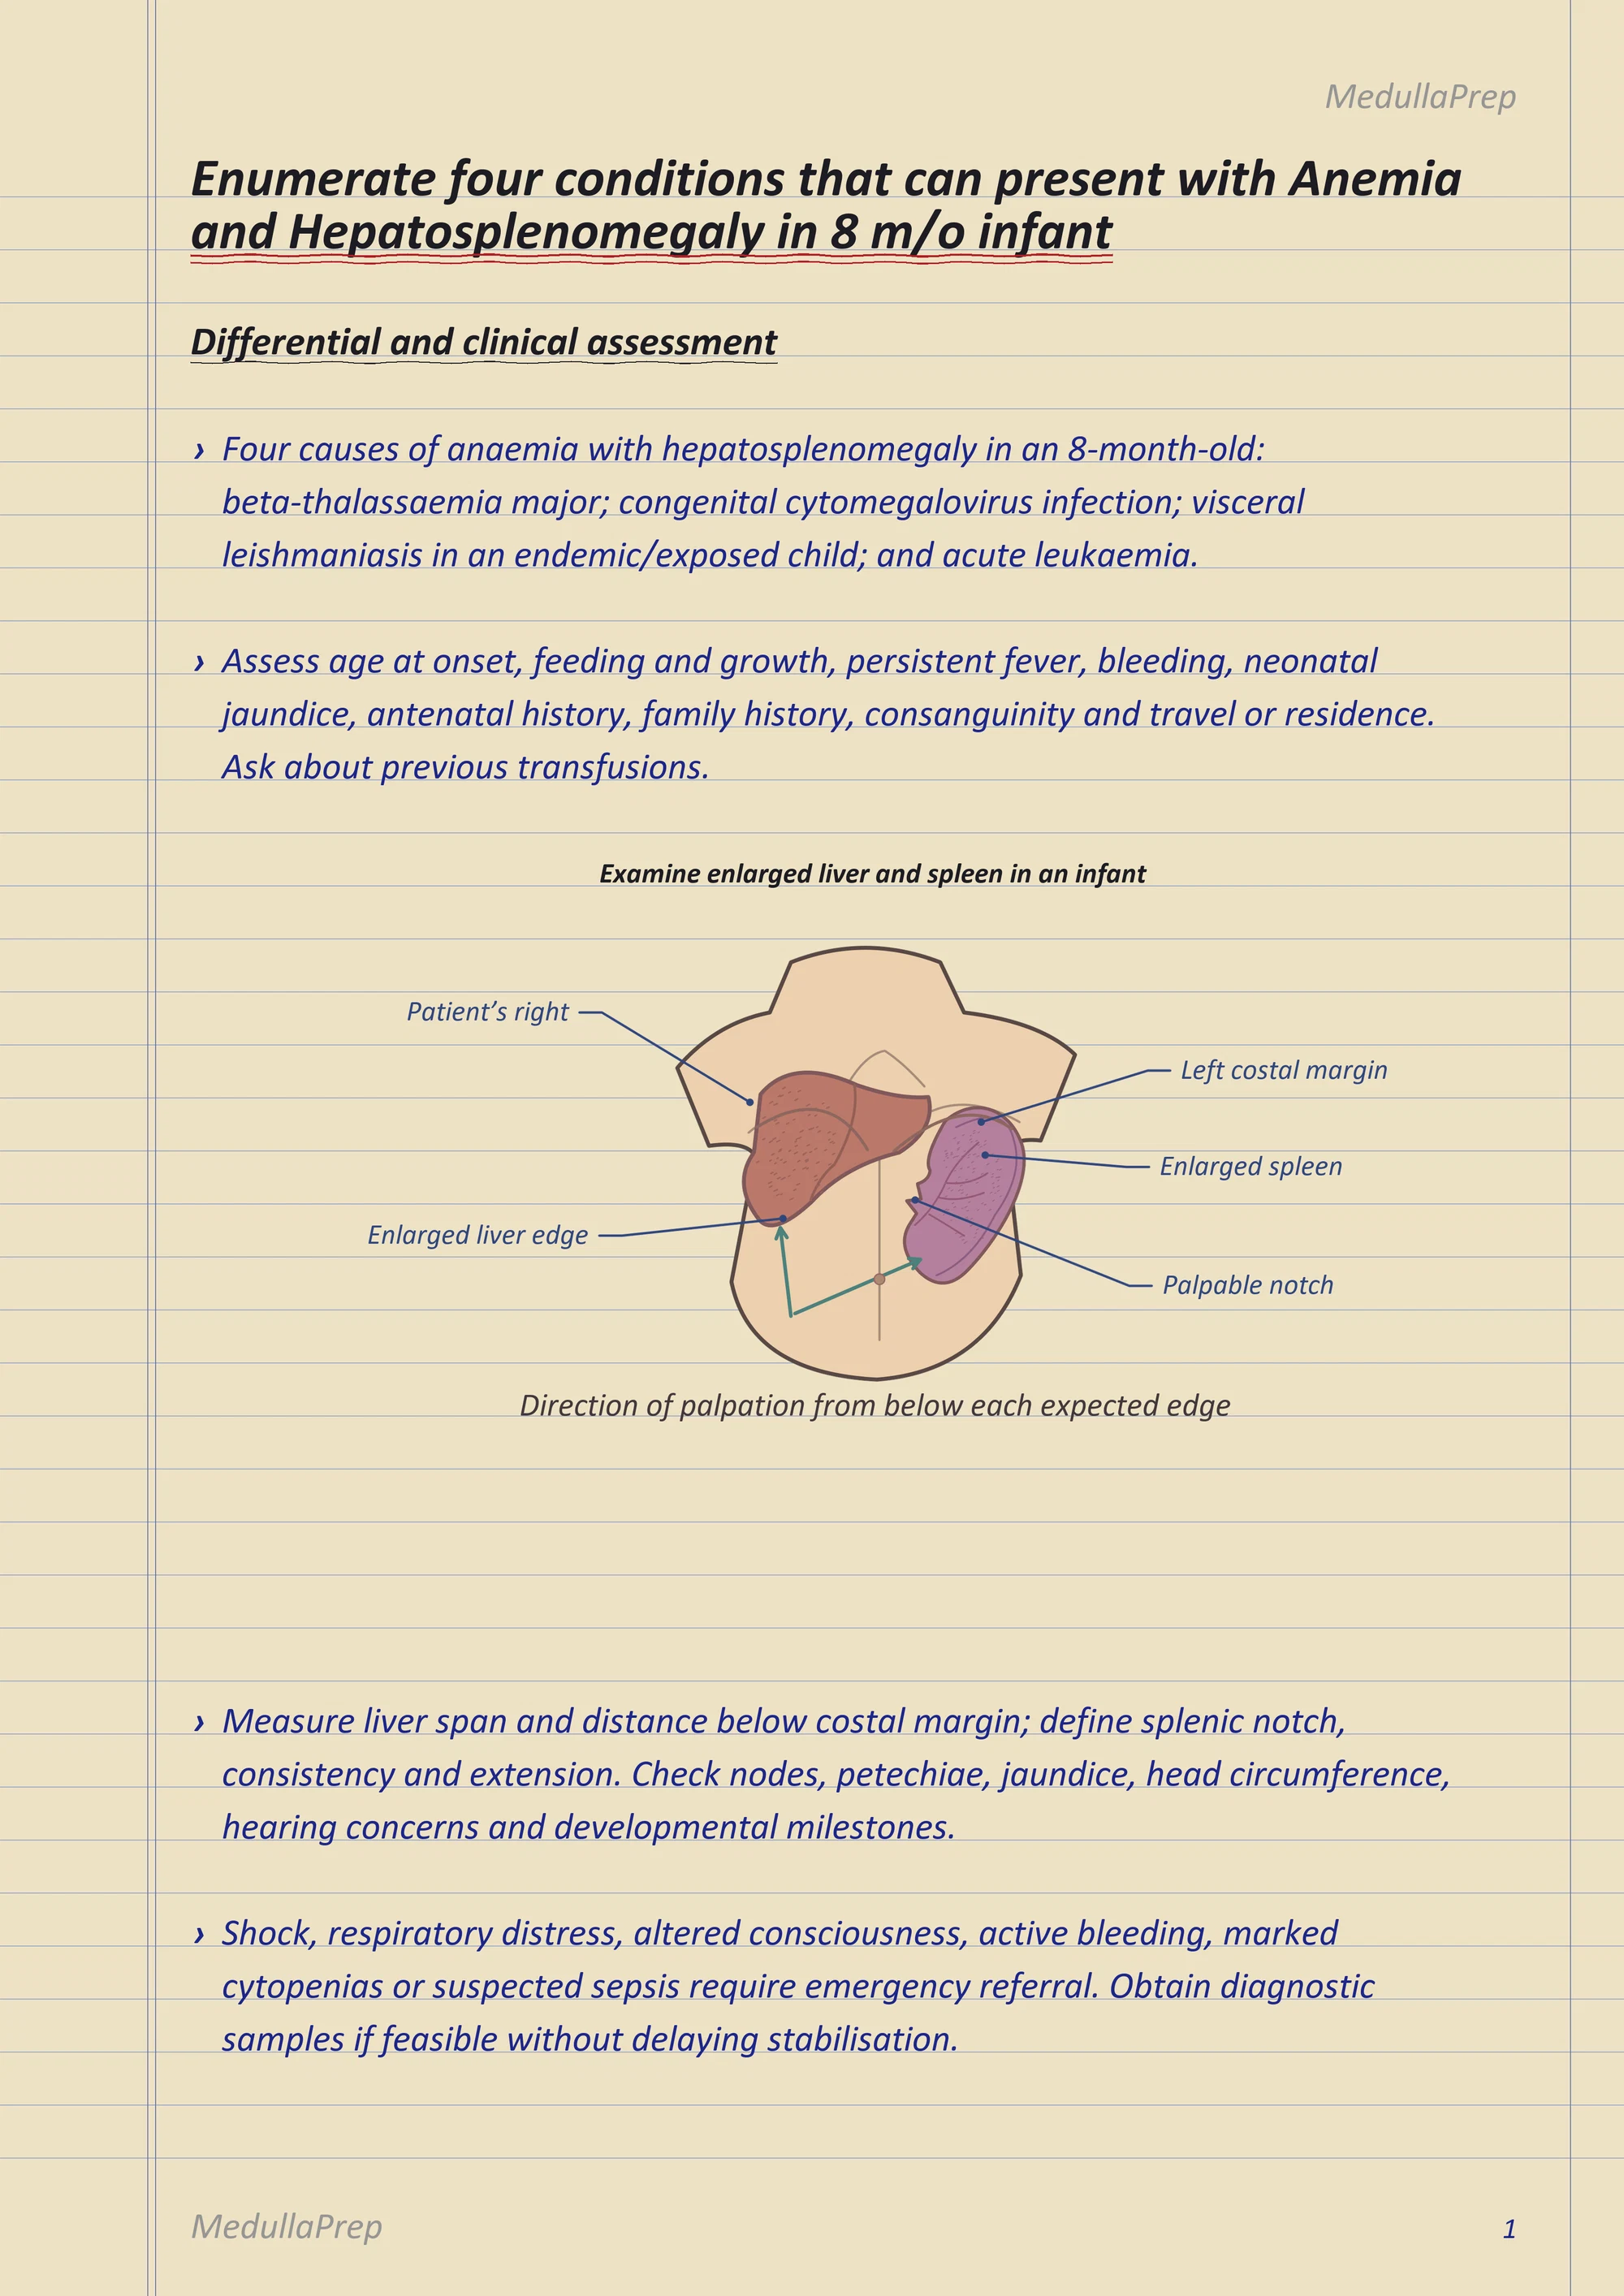 MedullaPrep
Enumerate four conditions that can present with Anemia
and Hepatosplenomegaly in 8 m/o infant
Differential and clinical assessment
› Four causes of anaemia with hepatosplenomegaly in an 8-month-old:
beta-thalassaemia major; congenital cytomegalovirus infection; visceral
leishmaniasis in an endemic/exposed child; and acute leukaemia.
› Assess age at onset, feeding and growth, persistent fever, bleeding, neonatal
jaundice, antenatal history, family history, consanguinity and travel or residence.
Ask about previous transfusions.
Examine enlarged liver and spleen in an infant
Patient’s right
Left costal margin
Enlarged spleen
Enlarged liver edge
Palpable notch
Direction of palpation from below each expected edge
› Measure liver span and distance below costal margin; define splenic notch,
consistency and extension. Check nodes, petechiae, jaundice, head circumference,
hearing concerns and developmental milestones.
› Shock, respiratory distress, altered consciousness, active bleeding, marked
cytopenias or suspected sepsis require emergency referral. Obtain diagnostic
samples if feasible without delaying stabilisation.
MedullaPrep
1